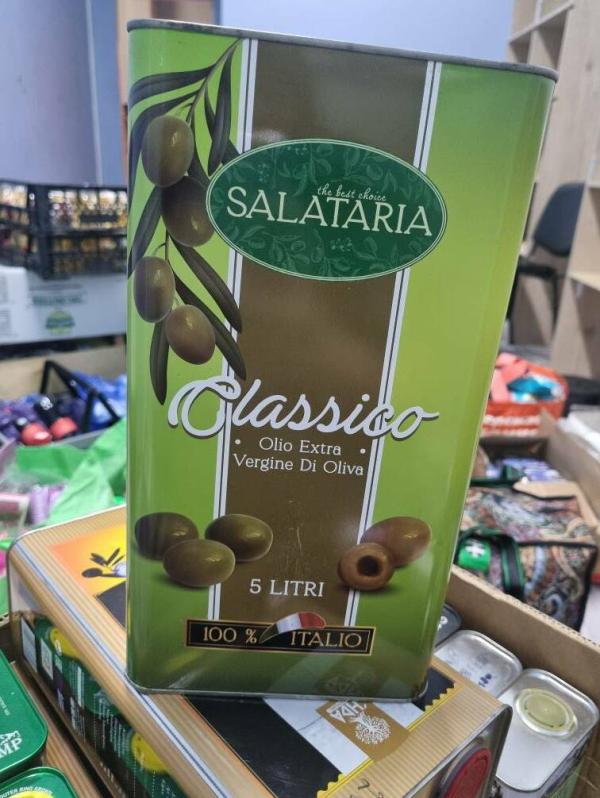 the best choice
SALATARIA
Classico
• Olio Extra •
Vergine Di Oliva
5 LITRI
100 % ITALIO